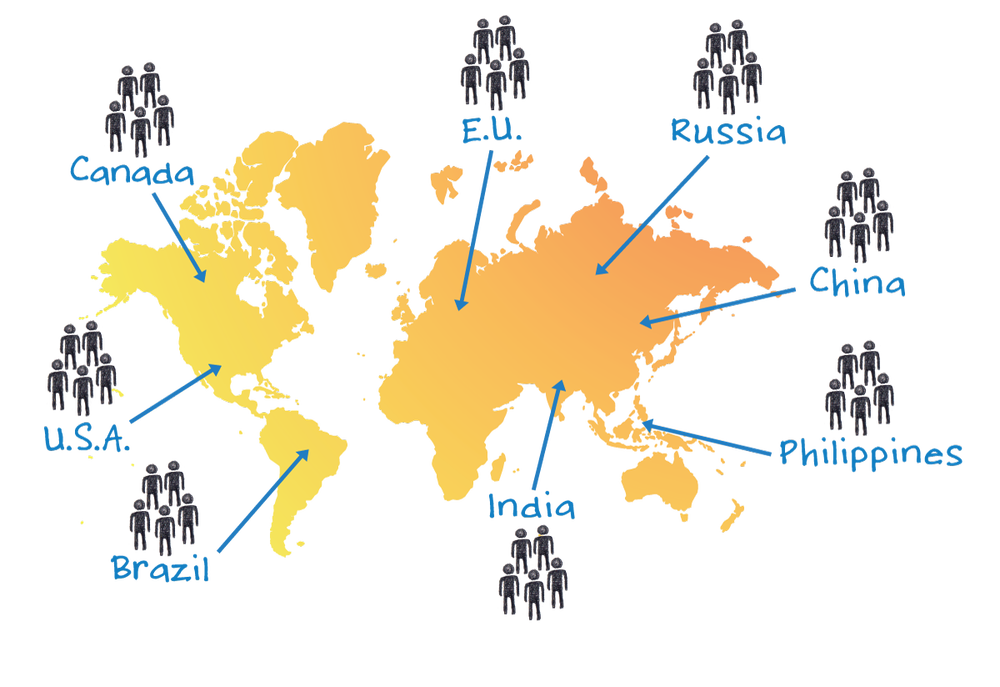 E.U.
Russia
Canada
China
U.S.A.
Philippines
India
Brazil